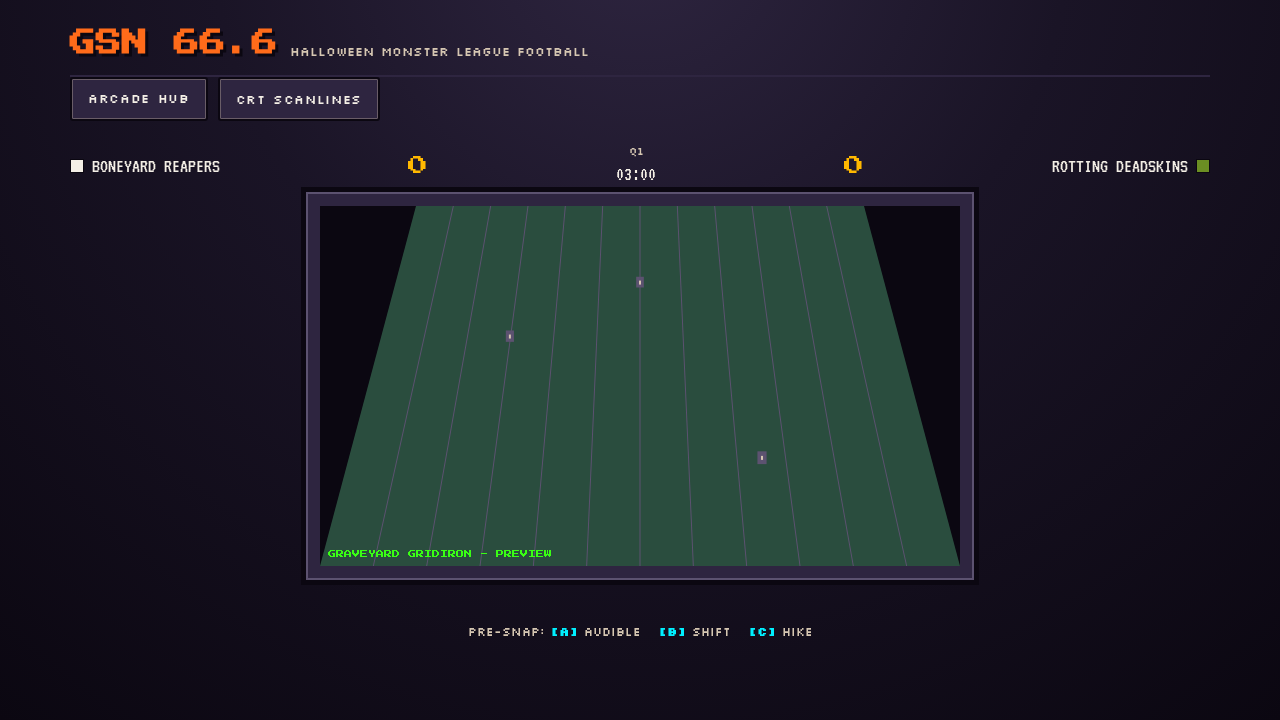 GSN 66.6 HALLOWEEN MONSTER LEAGUE FOOTBALL
ARCADE HUB CRT SCANLINES
BONEYARD REAPERS 0 Q1 0 ROTTING DEADSKINS
03:00
GRAVEYARD GRIDIRON - PREVIEW
PRE-SNAP: [A] AUDIBLE [B] SHIFT [C] HIKE